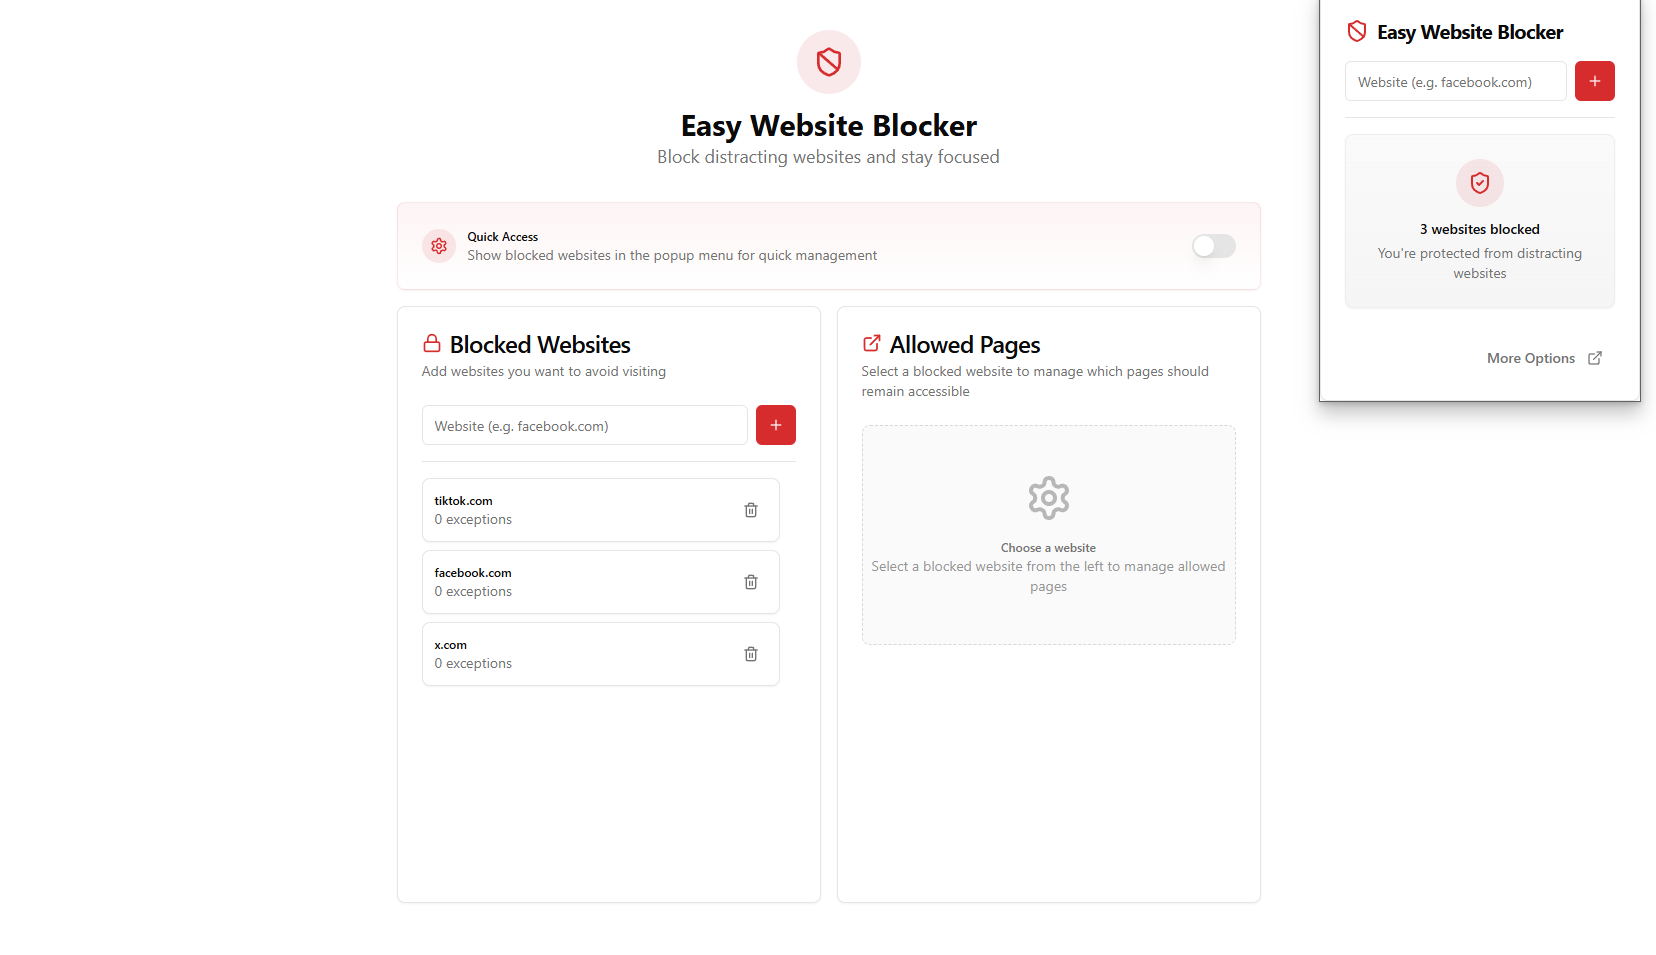 Easy Website Blocker
Block distracting websites and stay focused
Quick Access
Show blocked websites in the popup menu for quick management
Blocked Websites
Add websites you want to avoid visiting
Website (e.g. facebook.com)
tiktok.com
0 exceptions
facebook.com
0 exceptions
x.com
0 exceptions
Allowed Pages
Select a blocked website to manage which pages should
remain accessible
Choose a website
Select a blocked website from the left to manage allowed
pages
Easy Website Blocker
Website (e.g. facebook.com)
3 websites blocked
You're protected from distracting
websites
More Options